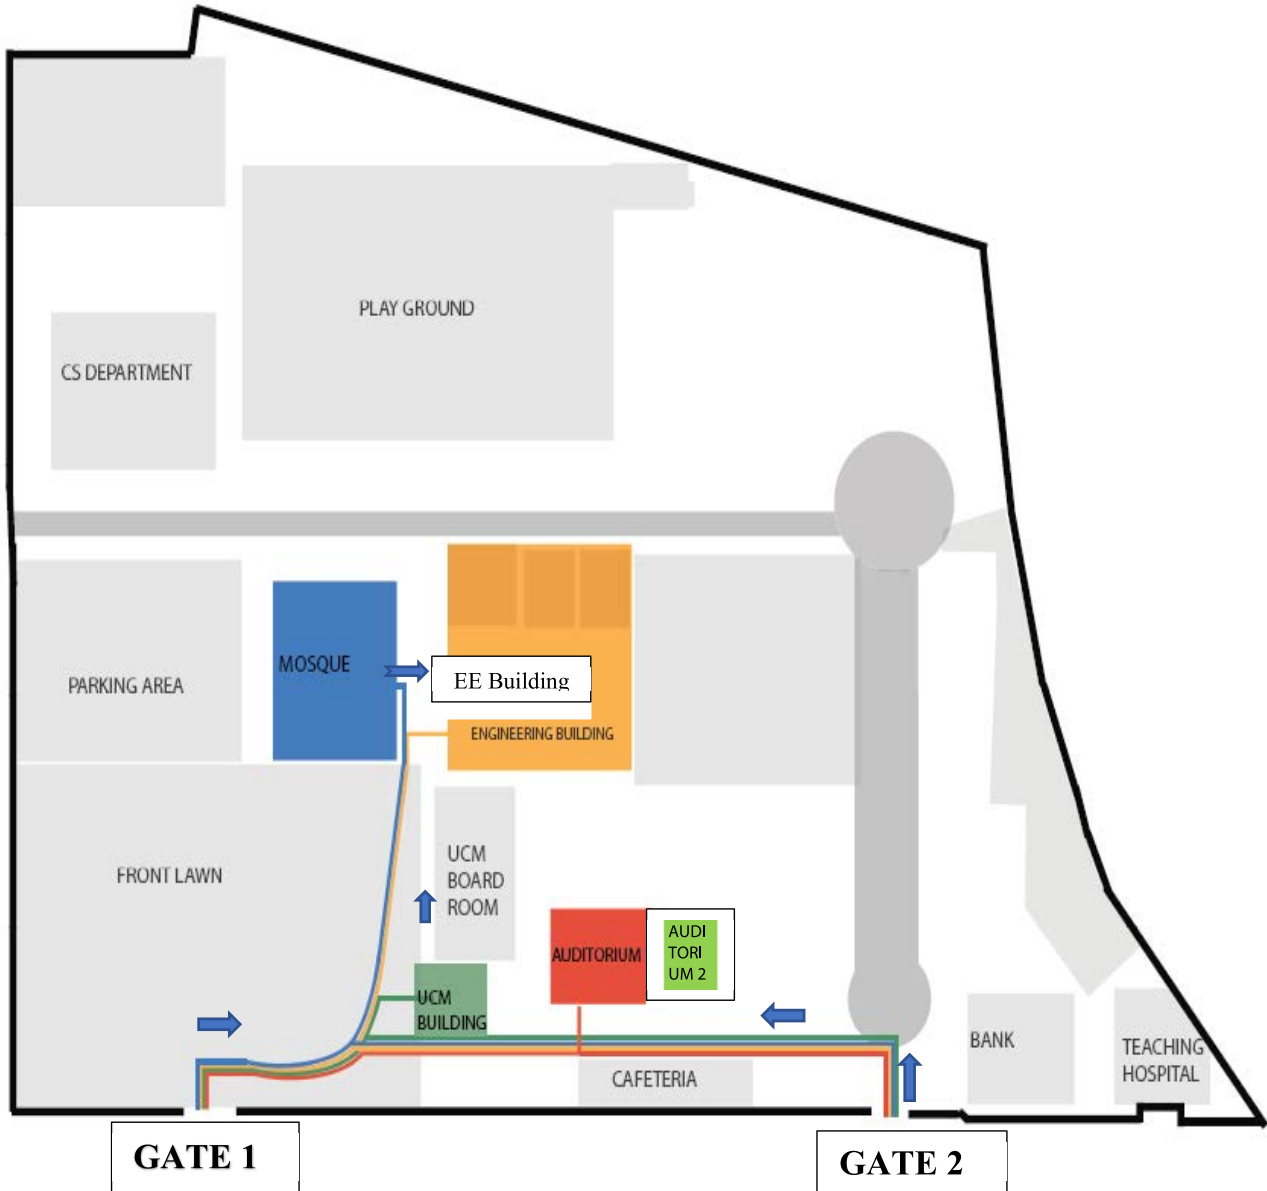 PLAY GROUND
CS DEPARTMENT
MOSQUE
EE Building
PARKING AREA
ENGINEERING BUILDING
FRONT LAWN
UCM
BOARD
ROOM
AUDITORIUM
AUDI
TORI
UM 2
UCM
BUILDING
BANK
TEACHING
HOSPITAL
CAFETERIA
GATE 1
GATE 2